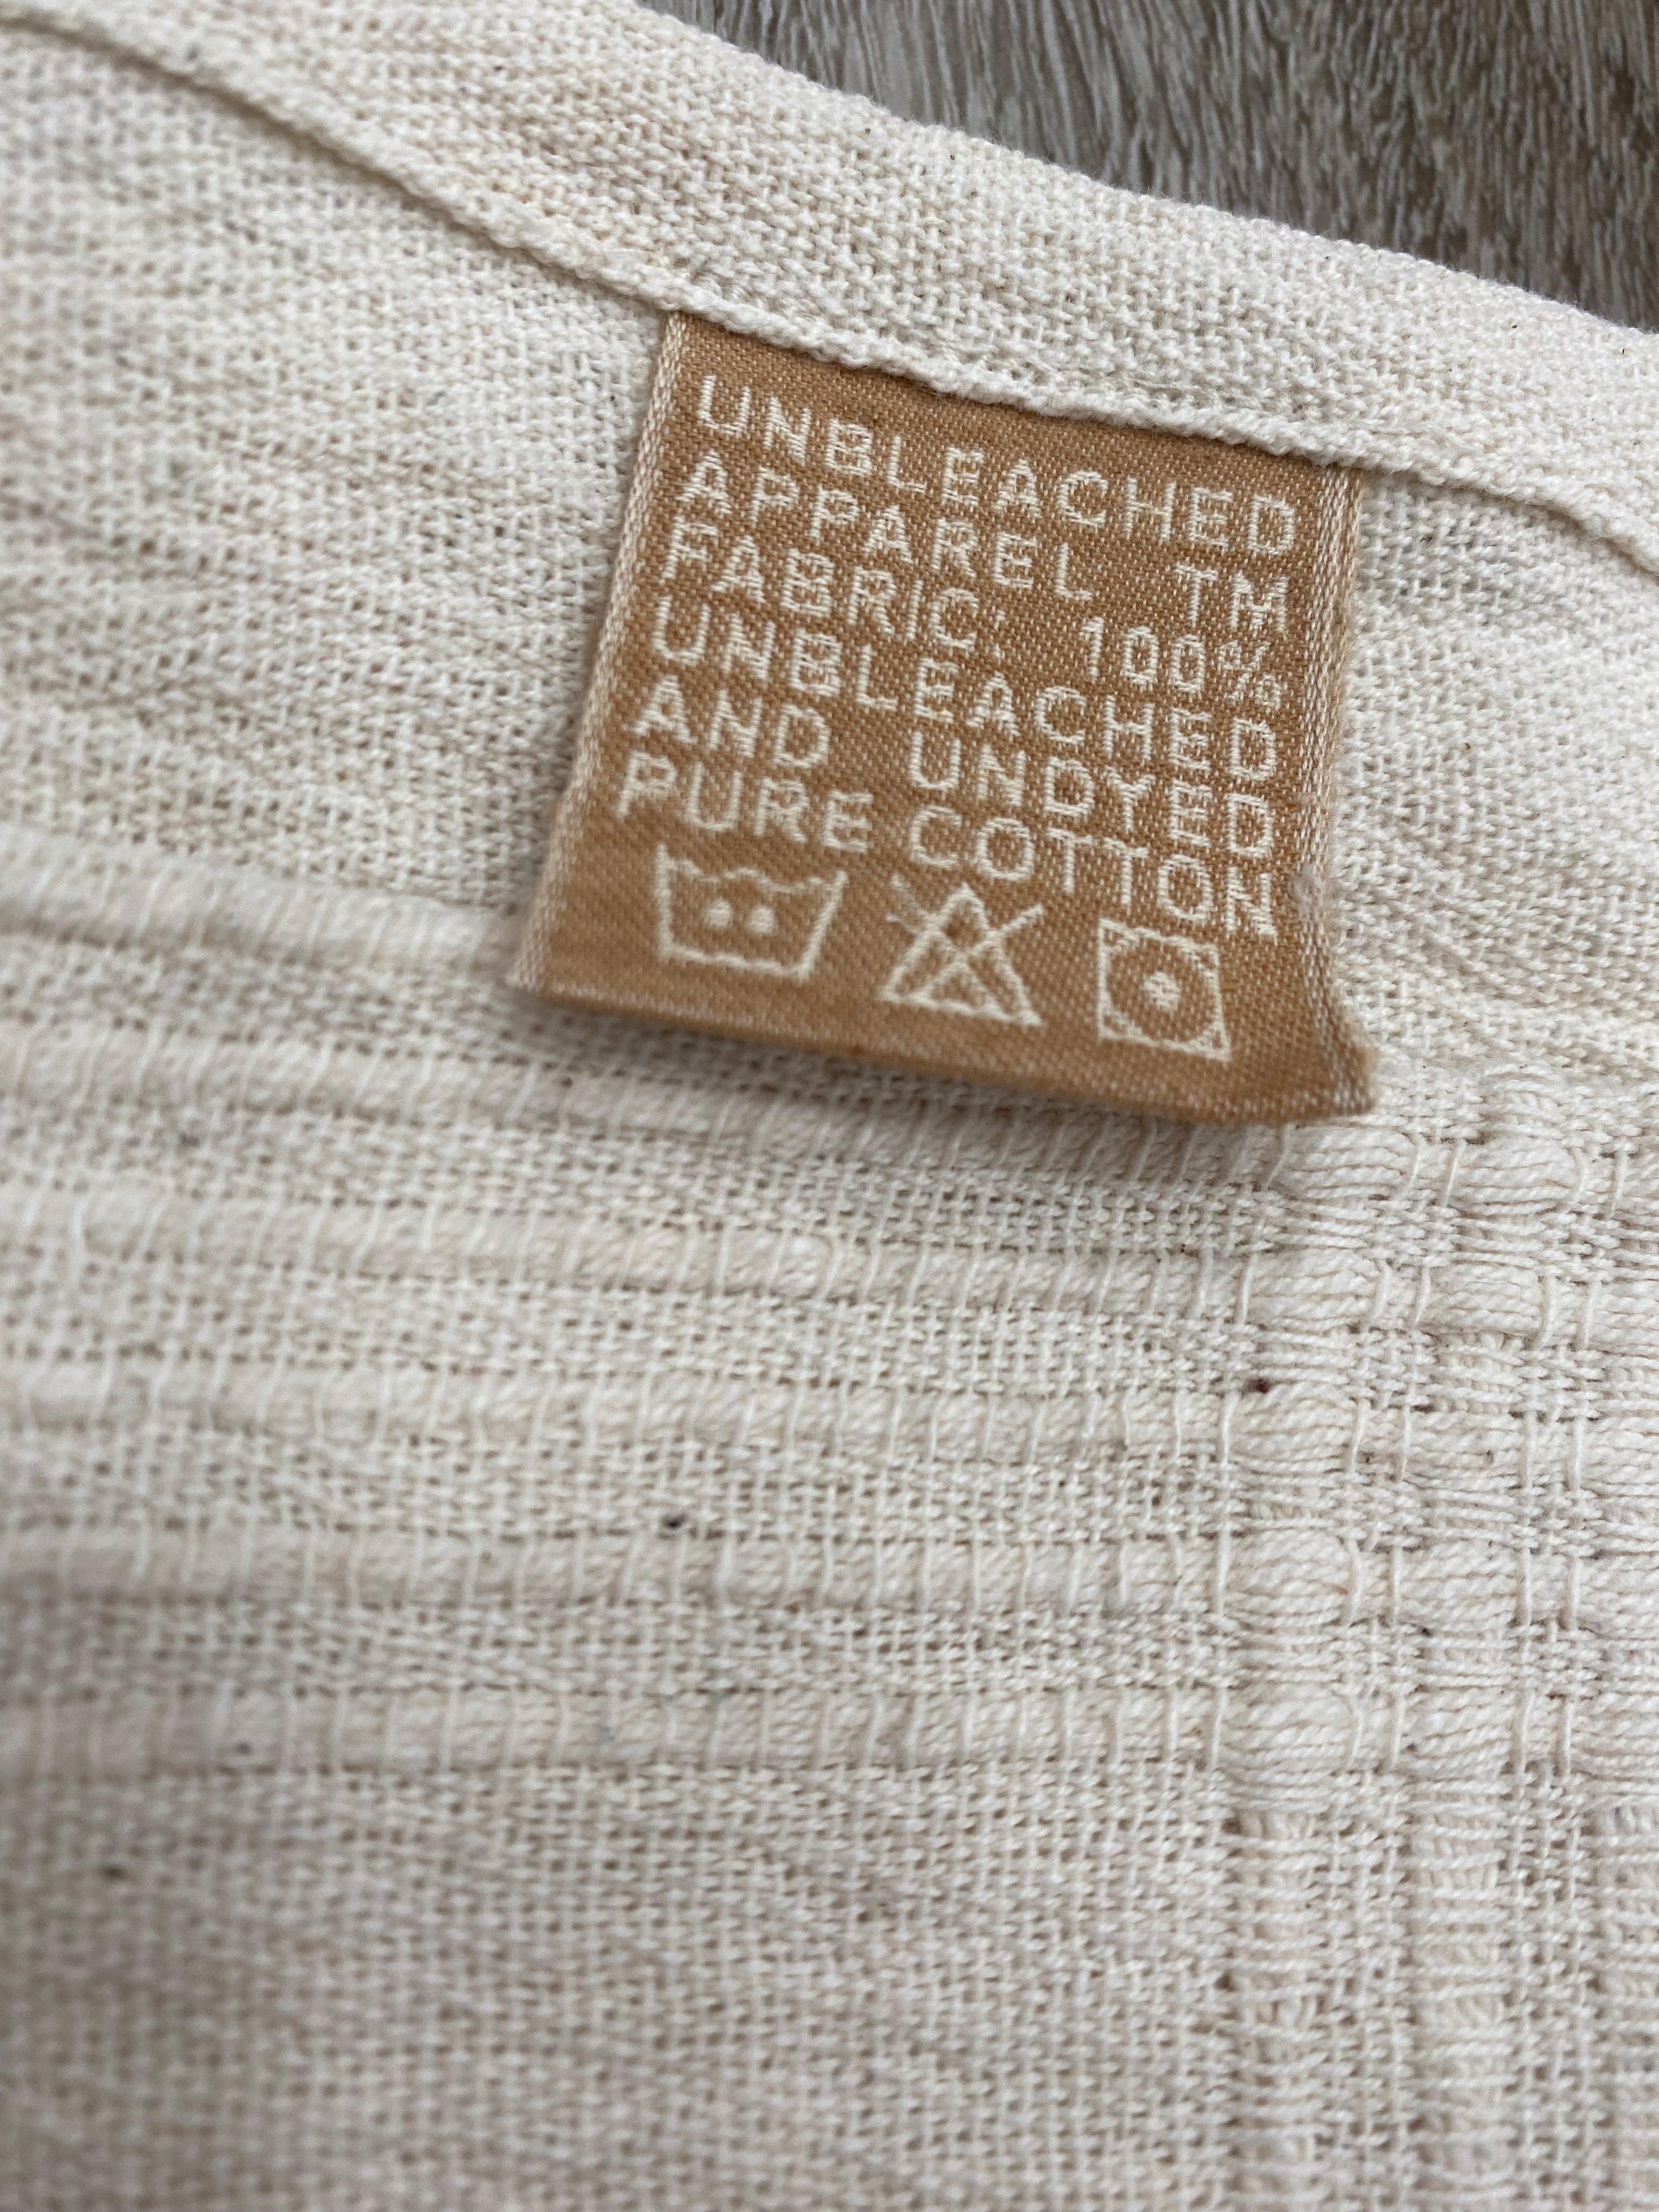 UNBLEACHED
APPAREL TM
FABRIC: 100%
UNBLEACHED
AND UNDYED
PURE COTTON